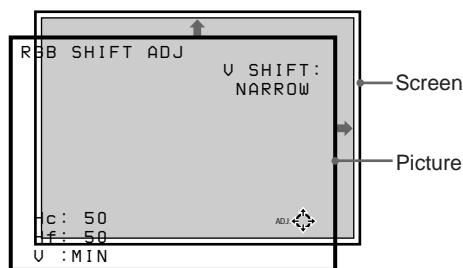 RGB SHIFT ADJ
V SHIFT:
NARROW
Screen
Picture
Hc: 50
ADJ:
Hf: 50
V :MIN